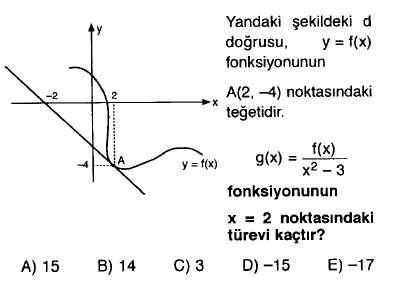 Yandaki şekildeki d
doğrusu, y = f(x)
fonksiyonunun
A(2, –4) noktasındaki
teğetidir.
g(x) = f(x) / x² – 3
fonksiyonunun
x = 2 noktasındaki
türevi kaçtır?
y
–2
2
x
–4
A
y = f(x)
A) 15 B) 14 C) 3 D) –15 E) –17